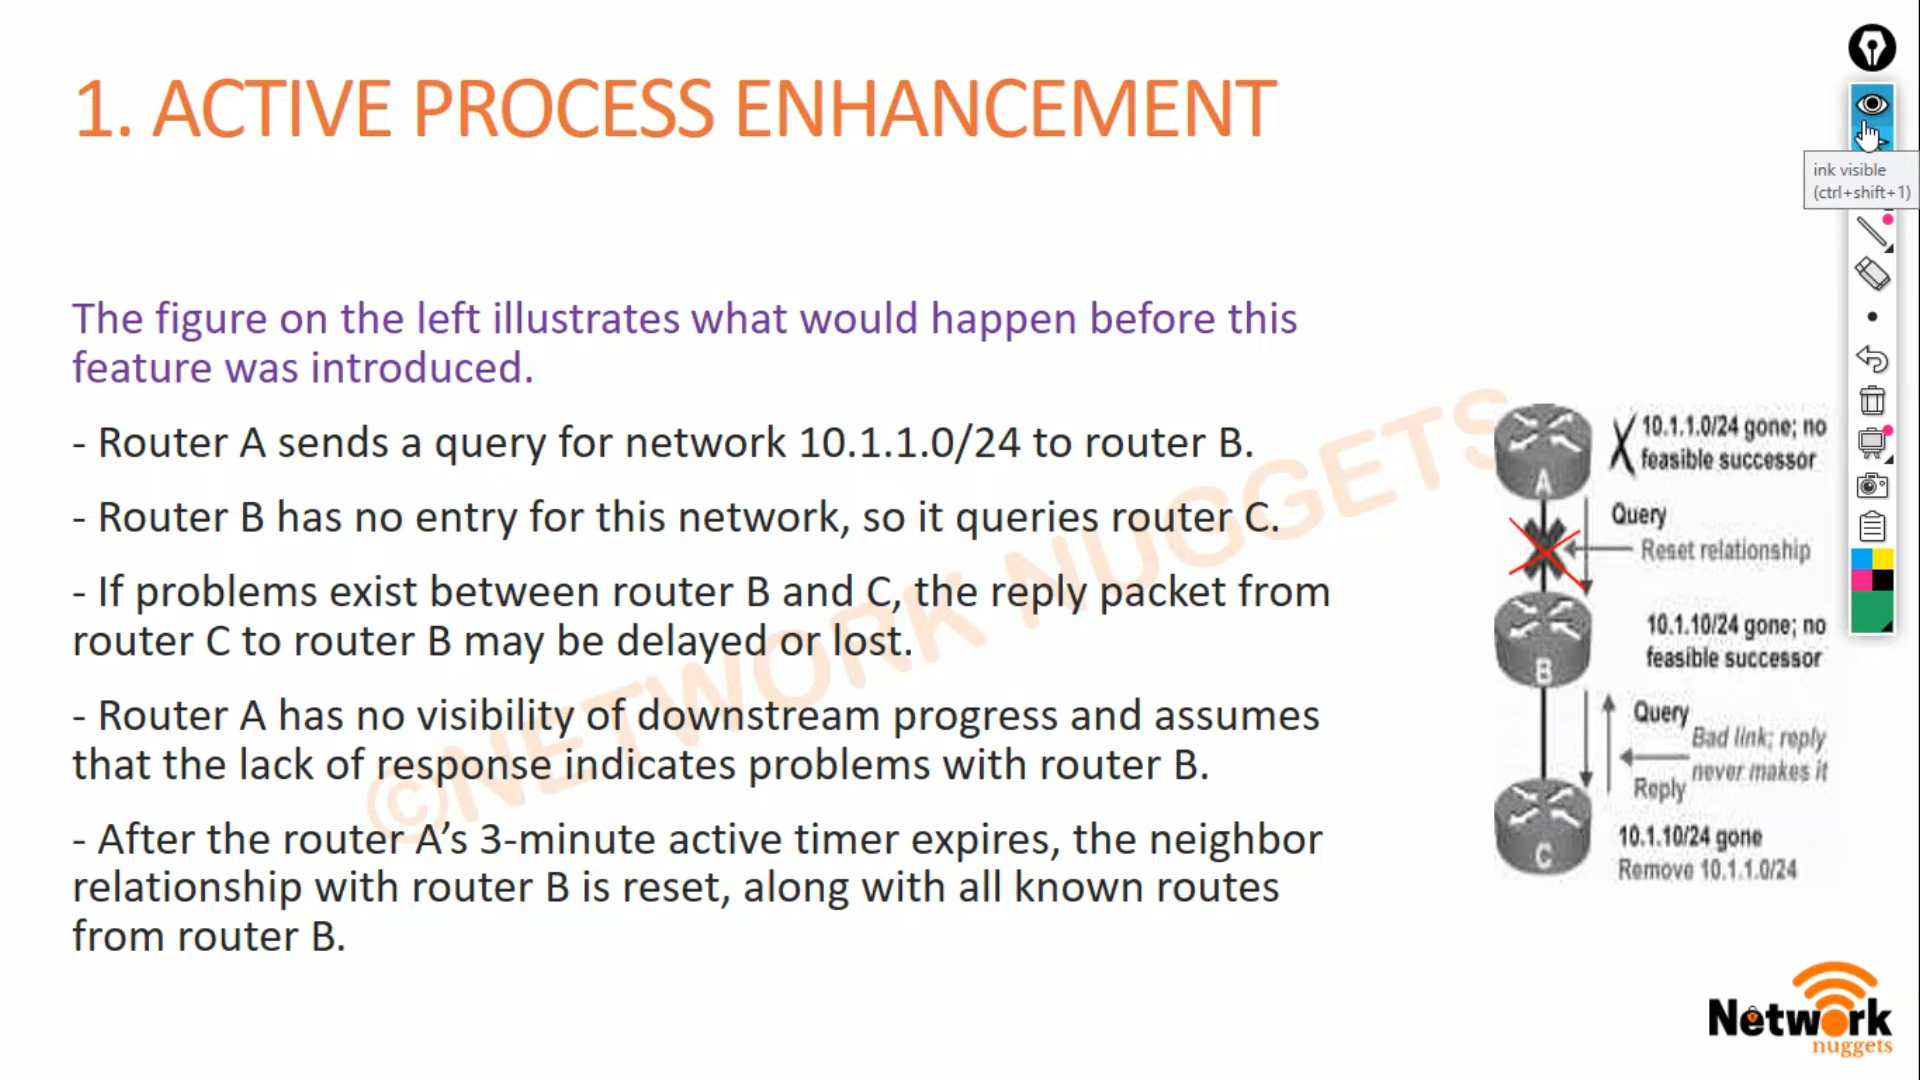 1. ACTIVE PROCESS ENHANCEMENT
ink visible
(ctrl+shift+1)
The figure on the left illustrates what would happen before this
feature was introduced.
- Router A sends a query for network 10.1.1.0/24 to router B.
- Router B has no entry for this network, so it queries router C.
- If problems exist between router B and C, the reply packet from
router C to router B may be delayed or lost.
- Router A has no visibility of downstream progress and assumes
that the lack of response indicates problems with router B.
- After the router A’s 3-minute active timer expires, the neighbor
relationship with router B is reset, along with all known routes
from router B.
©NETWORK NUGGETS
A
10.1.1.0/24 gone; no
feasible successor
Query
Reset relationship
B
10.1.10/24 gone; no
feasible successor
Query
Bad link; reply
never makes it
Reply
C
10.1.10/24 gone
Remove 10.1.1.0/24
Network
nuggets